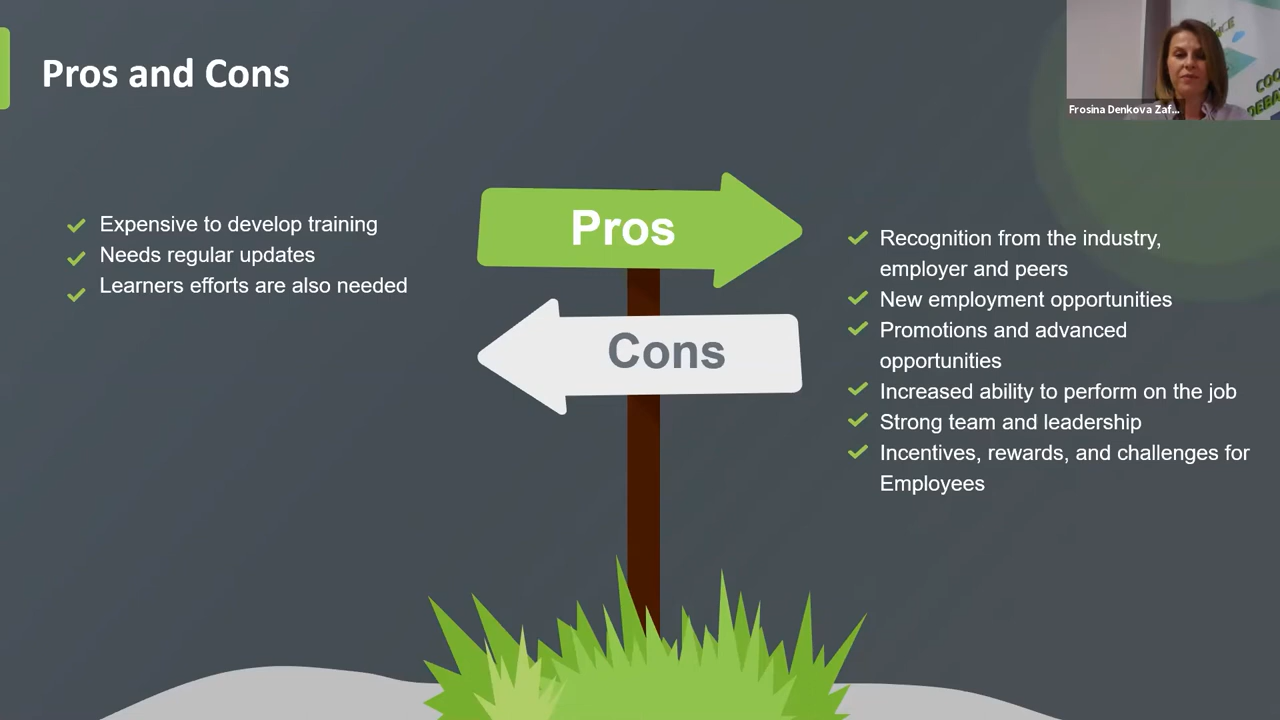 Pros and Cons
Frosina Denkova Zaf...
Expensive to develop training
Needs regular updates
Learners efforts are also needed
Pros
Cons
Recognition from the industry,
employer and peers
New employment opportunities
Promotions and advanced
opportunities
Increased ability to perform on the job
Strong team and leadership
Incentives, rewards, and challenges for
Employees